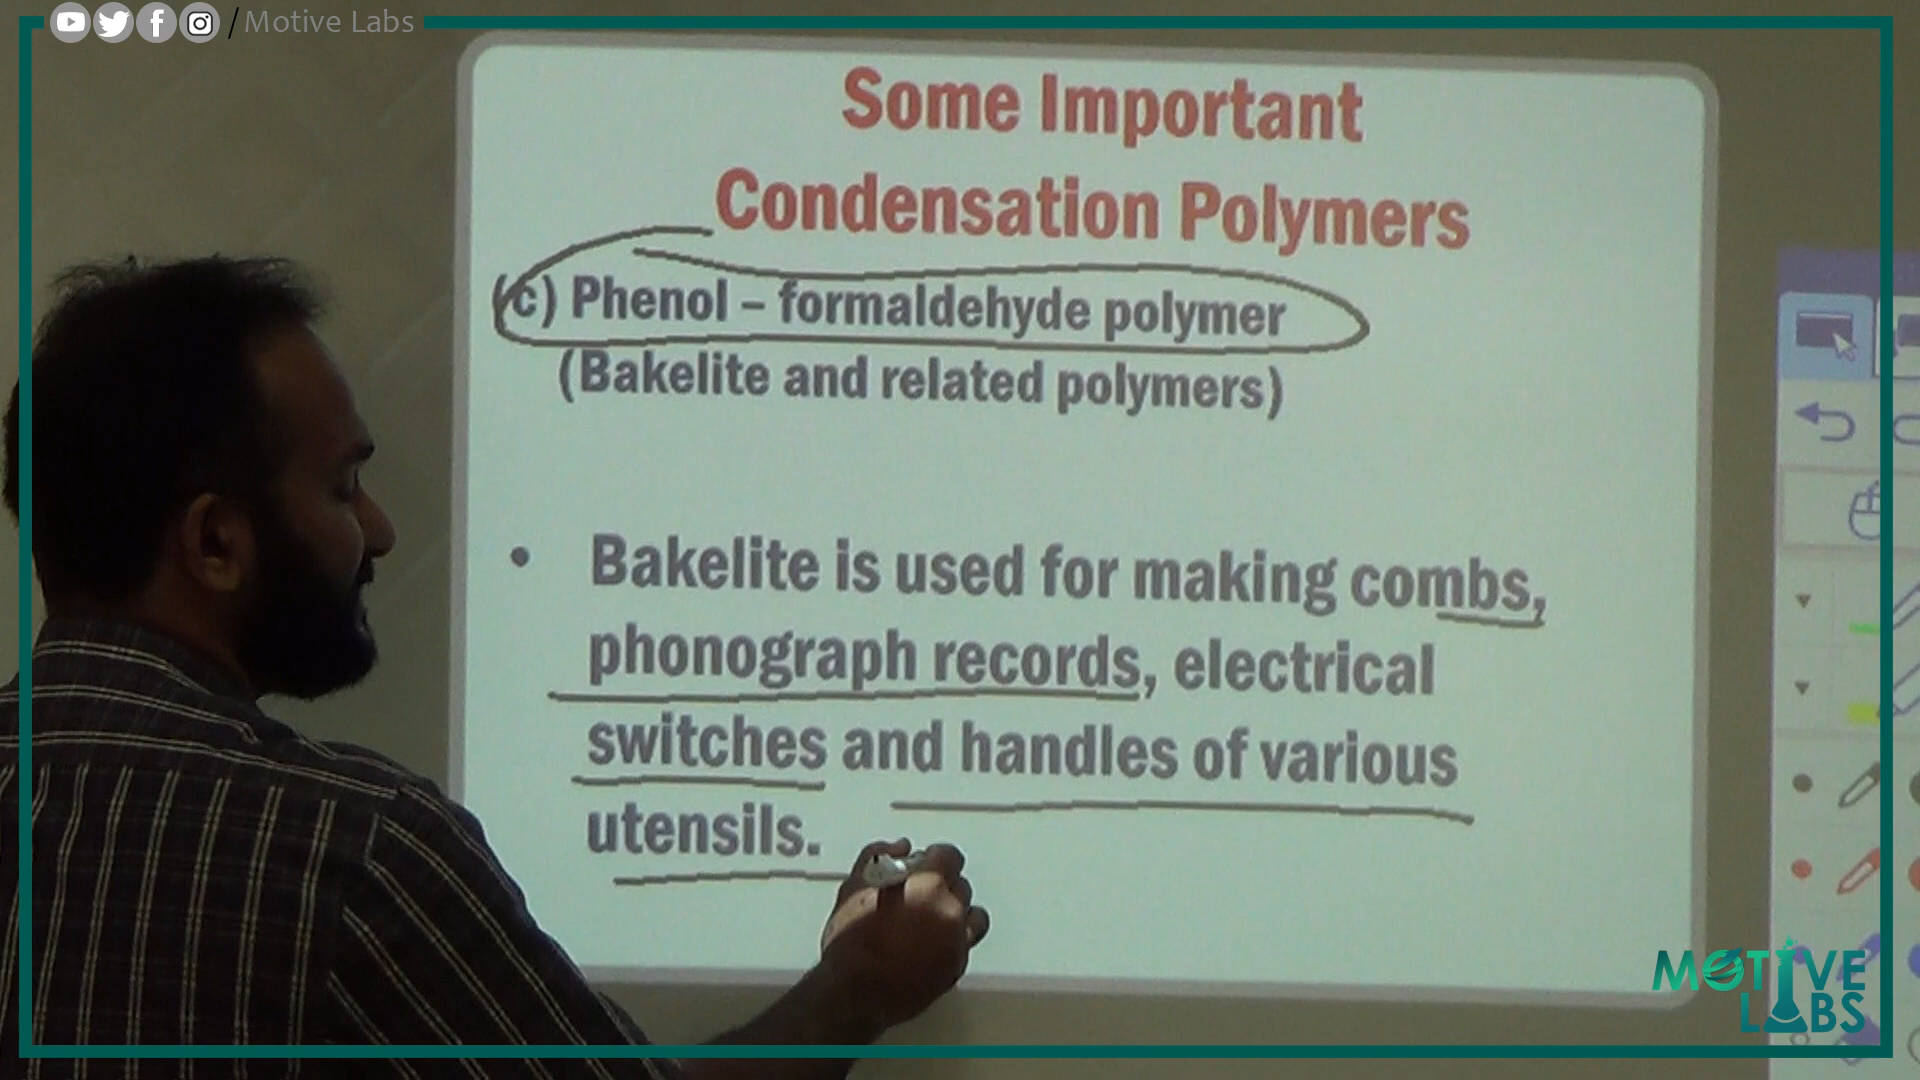 / Motive Labs
Some Important
Condensation Polymers
(c) Phenol – formaldehyde polymer
(Bakelite and related polymers)
• Bakelite is used for making combs,
phonograph records, electrical
switches and handles of various
utensils.
MOTIVE
LABS